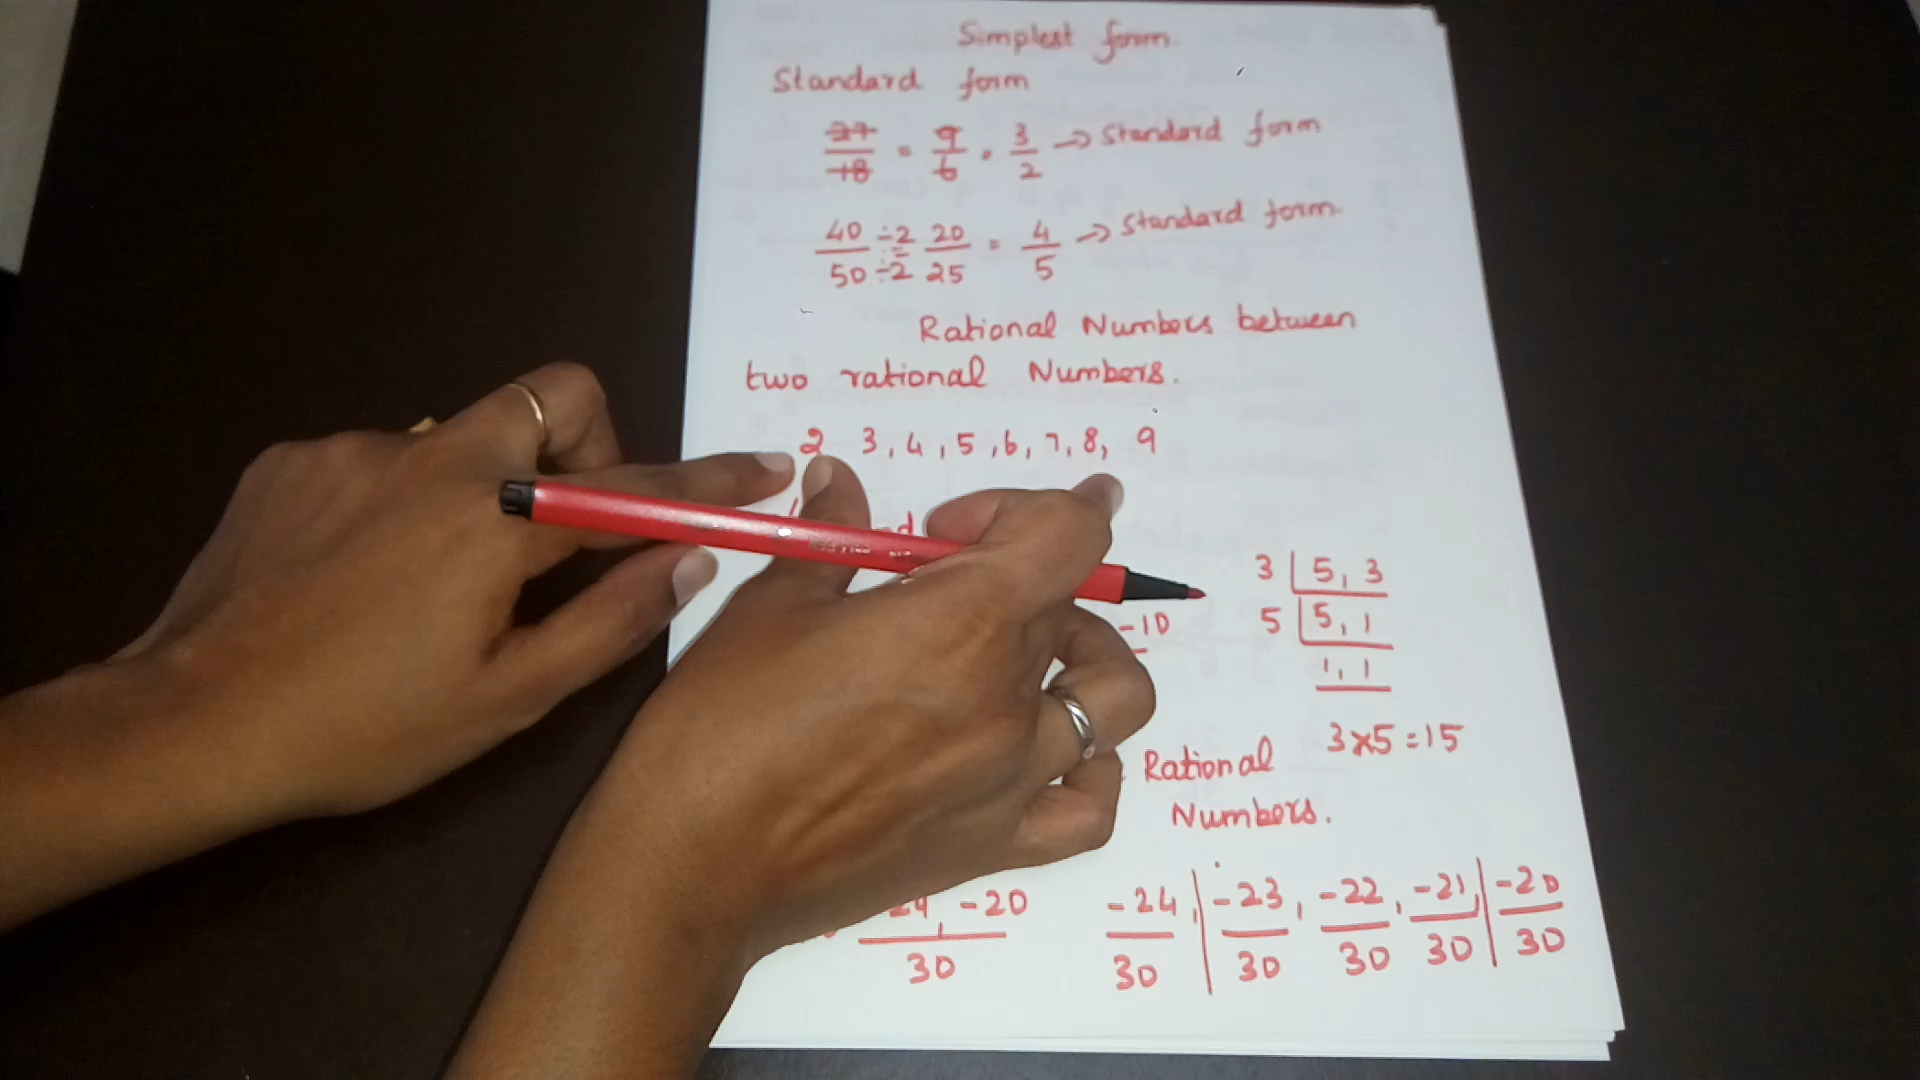 Simplest form.
Standard form
27/18 = 9/6 = 3/2 → Standard form
40/50 ÷2/÷2 = 20/25 = 4/5 → Standard form.
Rational Numbers between
two rational Numbers.
2 3, 4, 5, 6, 7, 8, 9
3 | 5, 3
-10
5 | 5, 1
1, 1
3×5=15
Rational
Numbers.
24, -20/30
-24/30, | -23/30, -22/30, -21/30, | -20/30